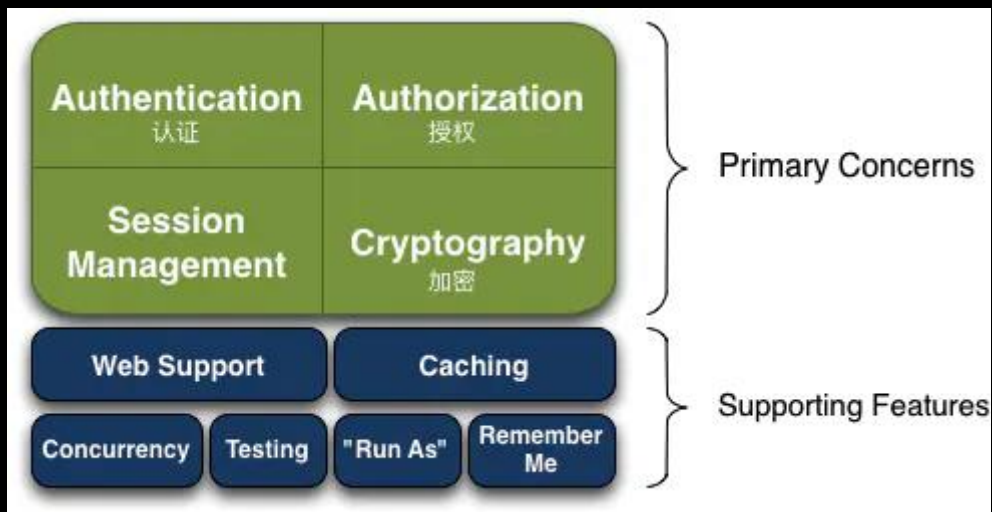 Authentication
认证
Authorization
授权
Primary Concerns
Session
Management
Cryptography
加密
Web Support
Caching
Supporting Features
Concurrency
Testing
"Run As"
Remember
Me